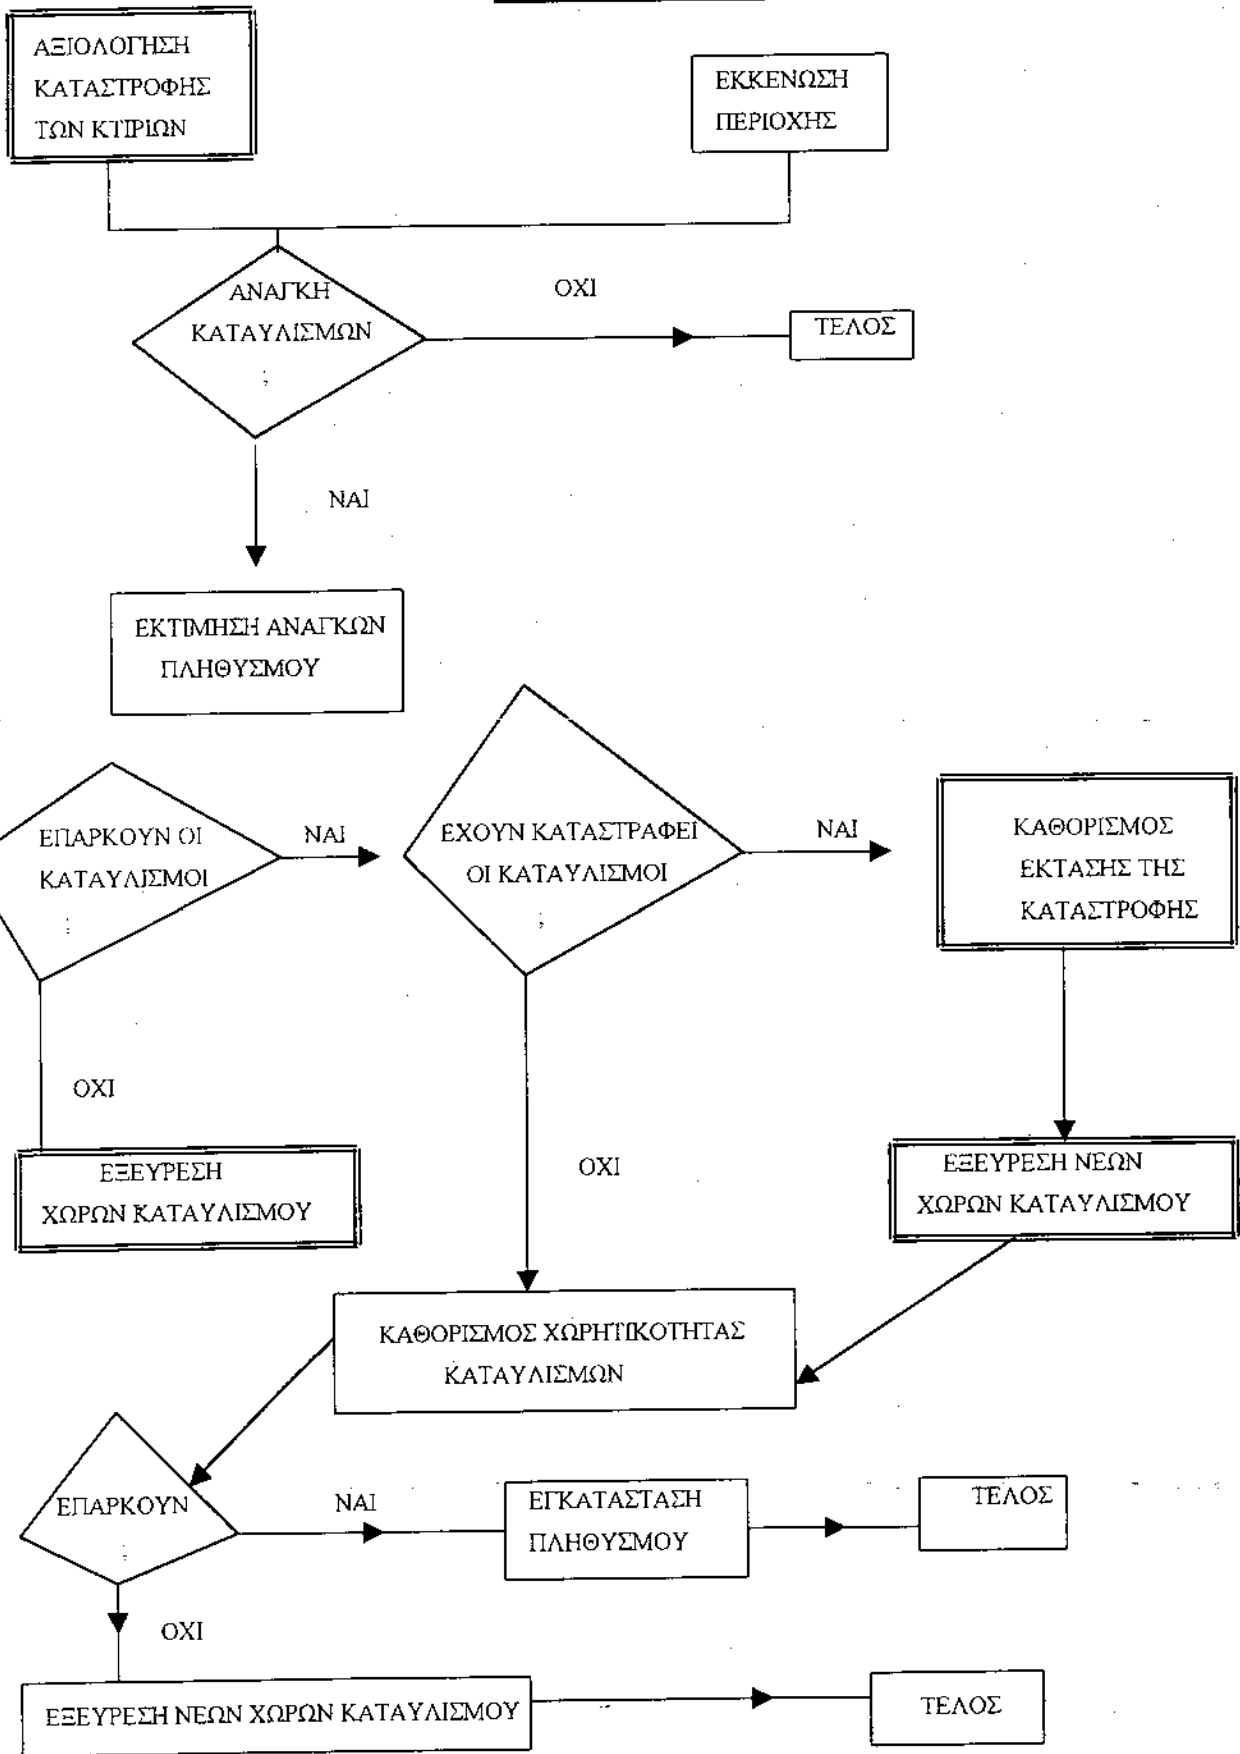 ΑΞΙΟΛΟΓΗΣΗ
ΚΑΤΑΣΤΡΟΦΗΣ
ΤΩΝ ΚΤΙΡΙΩΝ
ΕΚΚΕΝΩΣΗ
ΠΕΡΙΟΧΗΣ
ΑΝΑΓΚΗ
ΚΑΤΑΥΛΙΣΜΩΝ
;
ΟΧΙ
ΤΕΛΟΣ
ΝΑΙ
ΕΚΤΙΜΗΣΗ ΑΝΑΓΚΩΝ
ΠΛΗΘΥΣΜΟΥ
ΕΠΑΡΚΟΥΝ ΟΙ
ΚΑΤΑΥΛΙΣΜΟΙ
;
ΝΑΙ
ΕΧΟΥΝ ΚΑΤΑΣΤΡΑΦΕΙ
ΟΙ ΚΑΤΑΥΛΙΣΜΟΙ
;
ΝΑΙ
ΚΑΘΟΡΙΣΜΟΣ
ΕΚΤΑΣΗΣ ΤΗΣ
ΚΑΤΑΣΤΡΟΦΗΣ
ΟΧΙ
ΕΞΕΥΡΕΣΗ
ΧΩΡΩΝ ΚΑΤΑΥΛΙΣΜΟΥ
ΟΧΙ
ΕΞΕΥΡΕΣΗ ΝΕΩΝ
ΧΩΡΩΝ ΚΑΤΑΥΛΙΣΜΟΥ
ΚΑΘΟΡΙΣΜΟΣ ΧΩΡΗΤΙΚΟΤΗΤΑΣ
ΚΑΤΑΥΛΙΣΜΩΝ
ΕΠΑΡΚΟΥΝ
;
ΝΑΙ
ΕΓΚΑΤΑΣΤΑΣΗ
ΠΛΗΘΥΣΜΟΥ
ΤΕΛΟΣ
ΟΧΙ
ΕΞΕΥΡΕΣΗ ΝΕΩΝ ΧΩΡΩΝ ΚΑΤΑΥΛΙΣΜΟΥ
ΤΕΛΟΣ